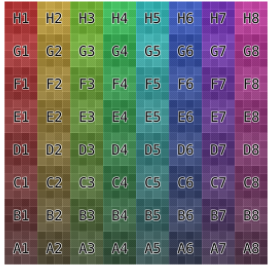 H1 H2 H3 H4 H5 H6 H7 H8
G1 G2 G3 G4 G5 G6 G7 G8
F1 F2 F3 F4 F5 F6 F7 F8
E1 E2 E3 E4 E5 E6 E7 E8
D1 D2 D3 D4 D5 D6 D7 D8
C1 C2 C3 C4 C5 C6 C7 C8
B1 B2 B3 B4 B5 B6 B7 B8
A1 A2 A3 A4 A5 A6 A7 A8